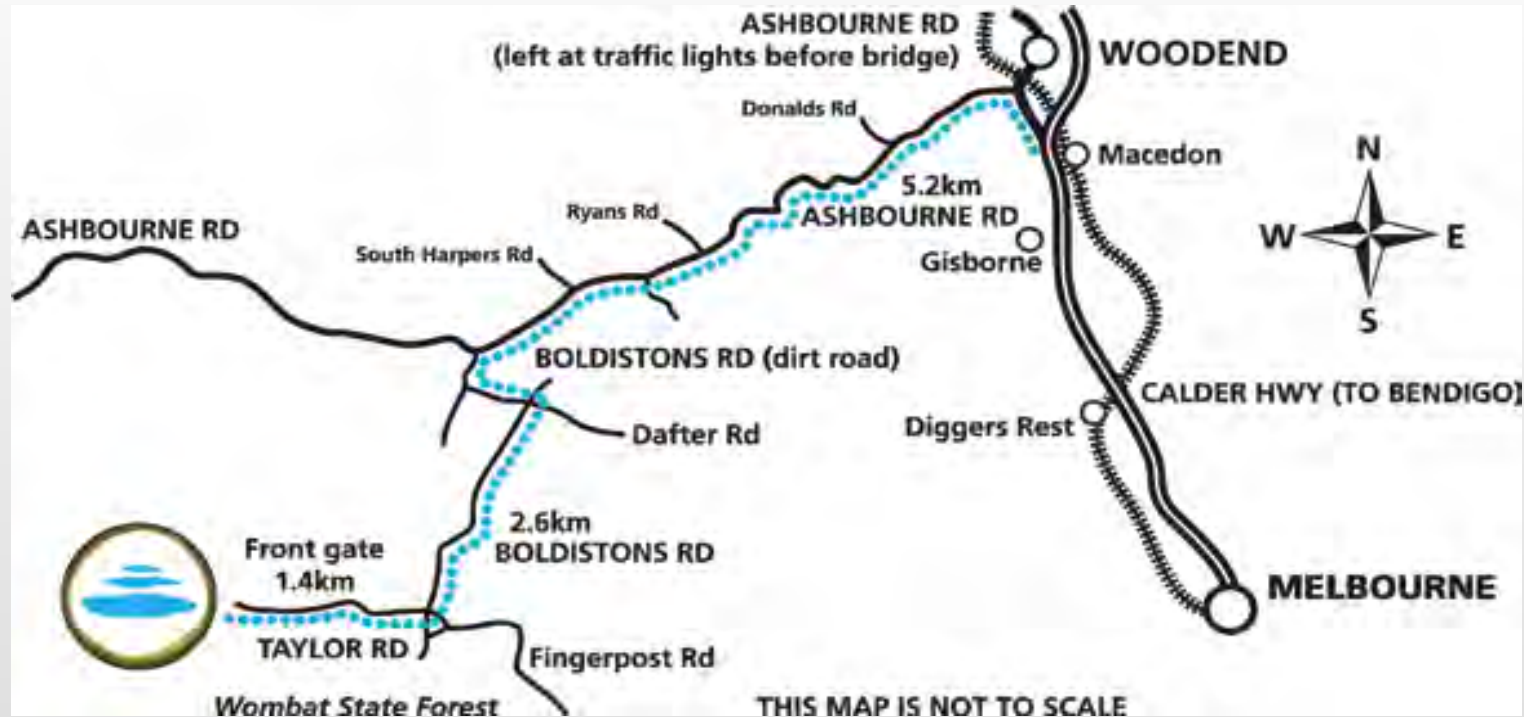 ASHBOURNE RD
(left at traffic lights before bridge)
WOODEND
Donalds Rd
Macedon
N
5.2km
ASHBOURNE RD
Ryans Rd
ASHBOURNE RD
W
E
South Harpers Rd
Gisborne
S
BOLDISTONS RD (dirt road)
CALDER HWY (TO BENDIGO)
Diggers Rest
Dafter Rd
2.6km
BOLDISTONS RD
Front gate
1.4km
MELBOURNE
TAYLOR RD
Fingerpost Rd
Wombat State Forest
THIS MAP IS NOT TO SCALE